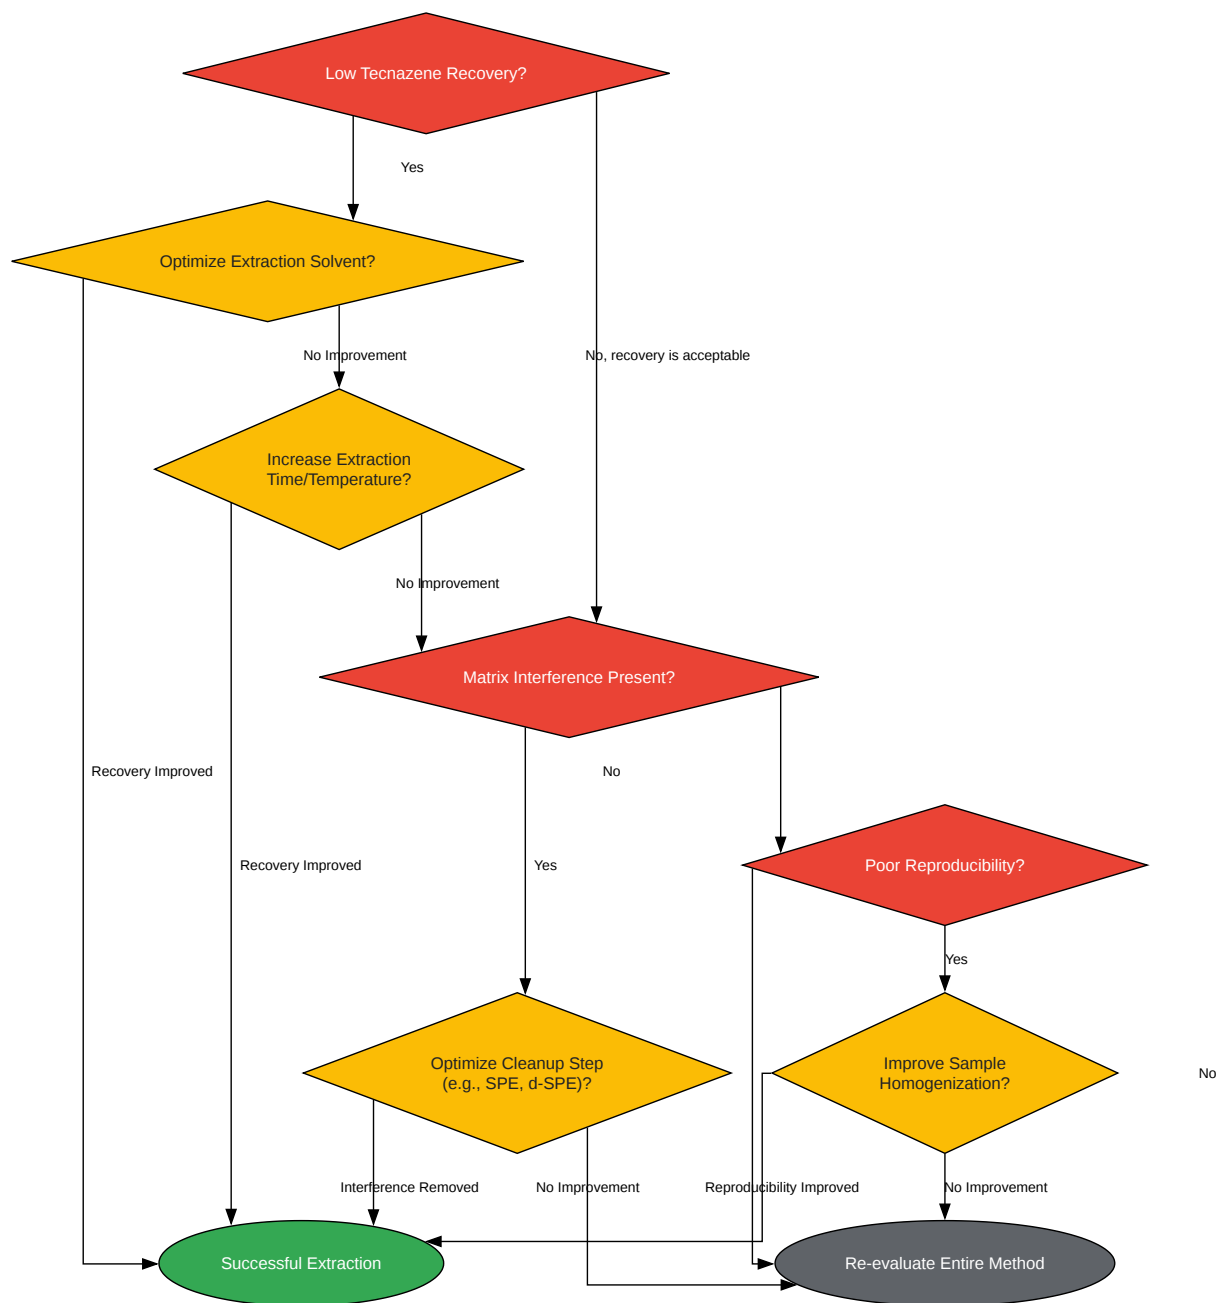 Low Tecnazene Recovery?
Yes
Optimize Extraction Solvent?
No Improvement
No, recovery is acceptable
Increase Extraction
Time/Temperature?
No Improvement
Matrix Interference Present?
Recovery Improved
No
Recovery Improved
Yes
Poor Reproducibility?
Yes
Optimize Cleanup Step
(e.g., SPE, d-SPE)?
Improve Sample
Homogenization?
No
Interference Removed
No Improvement
Reproducibility Improved
No Improvement
Successful Extraction
Re-evaluate Entire Method